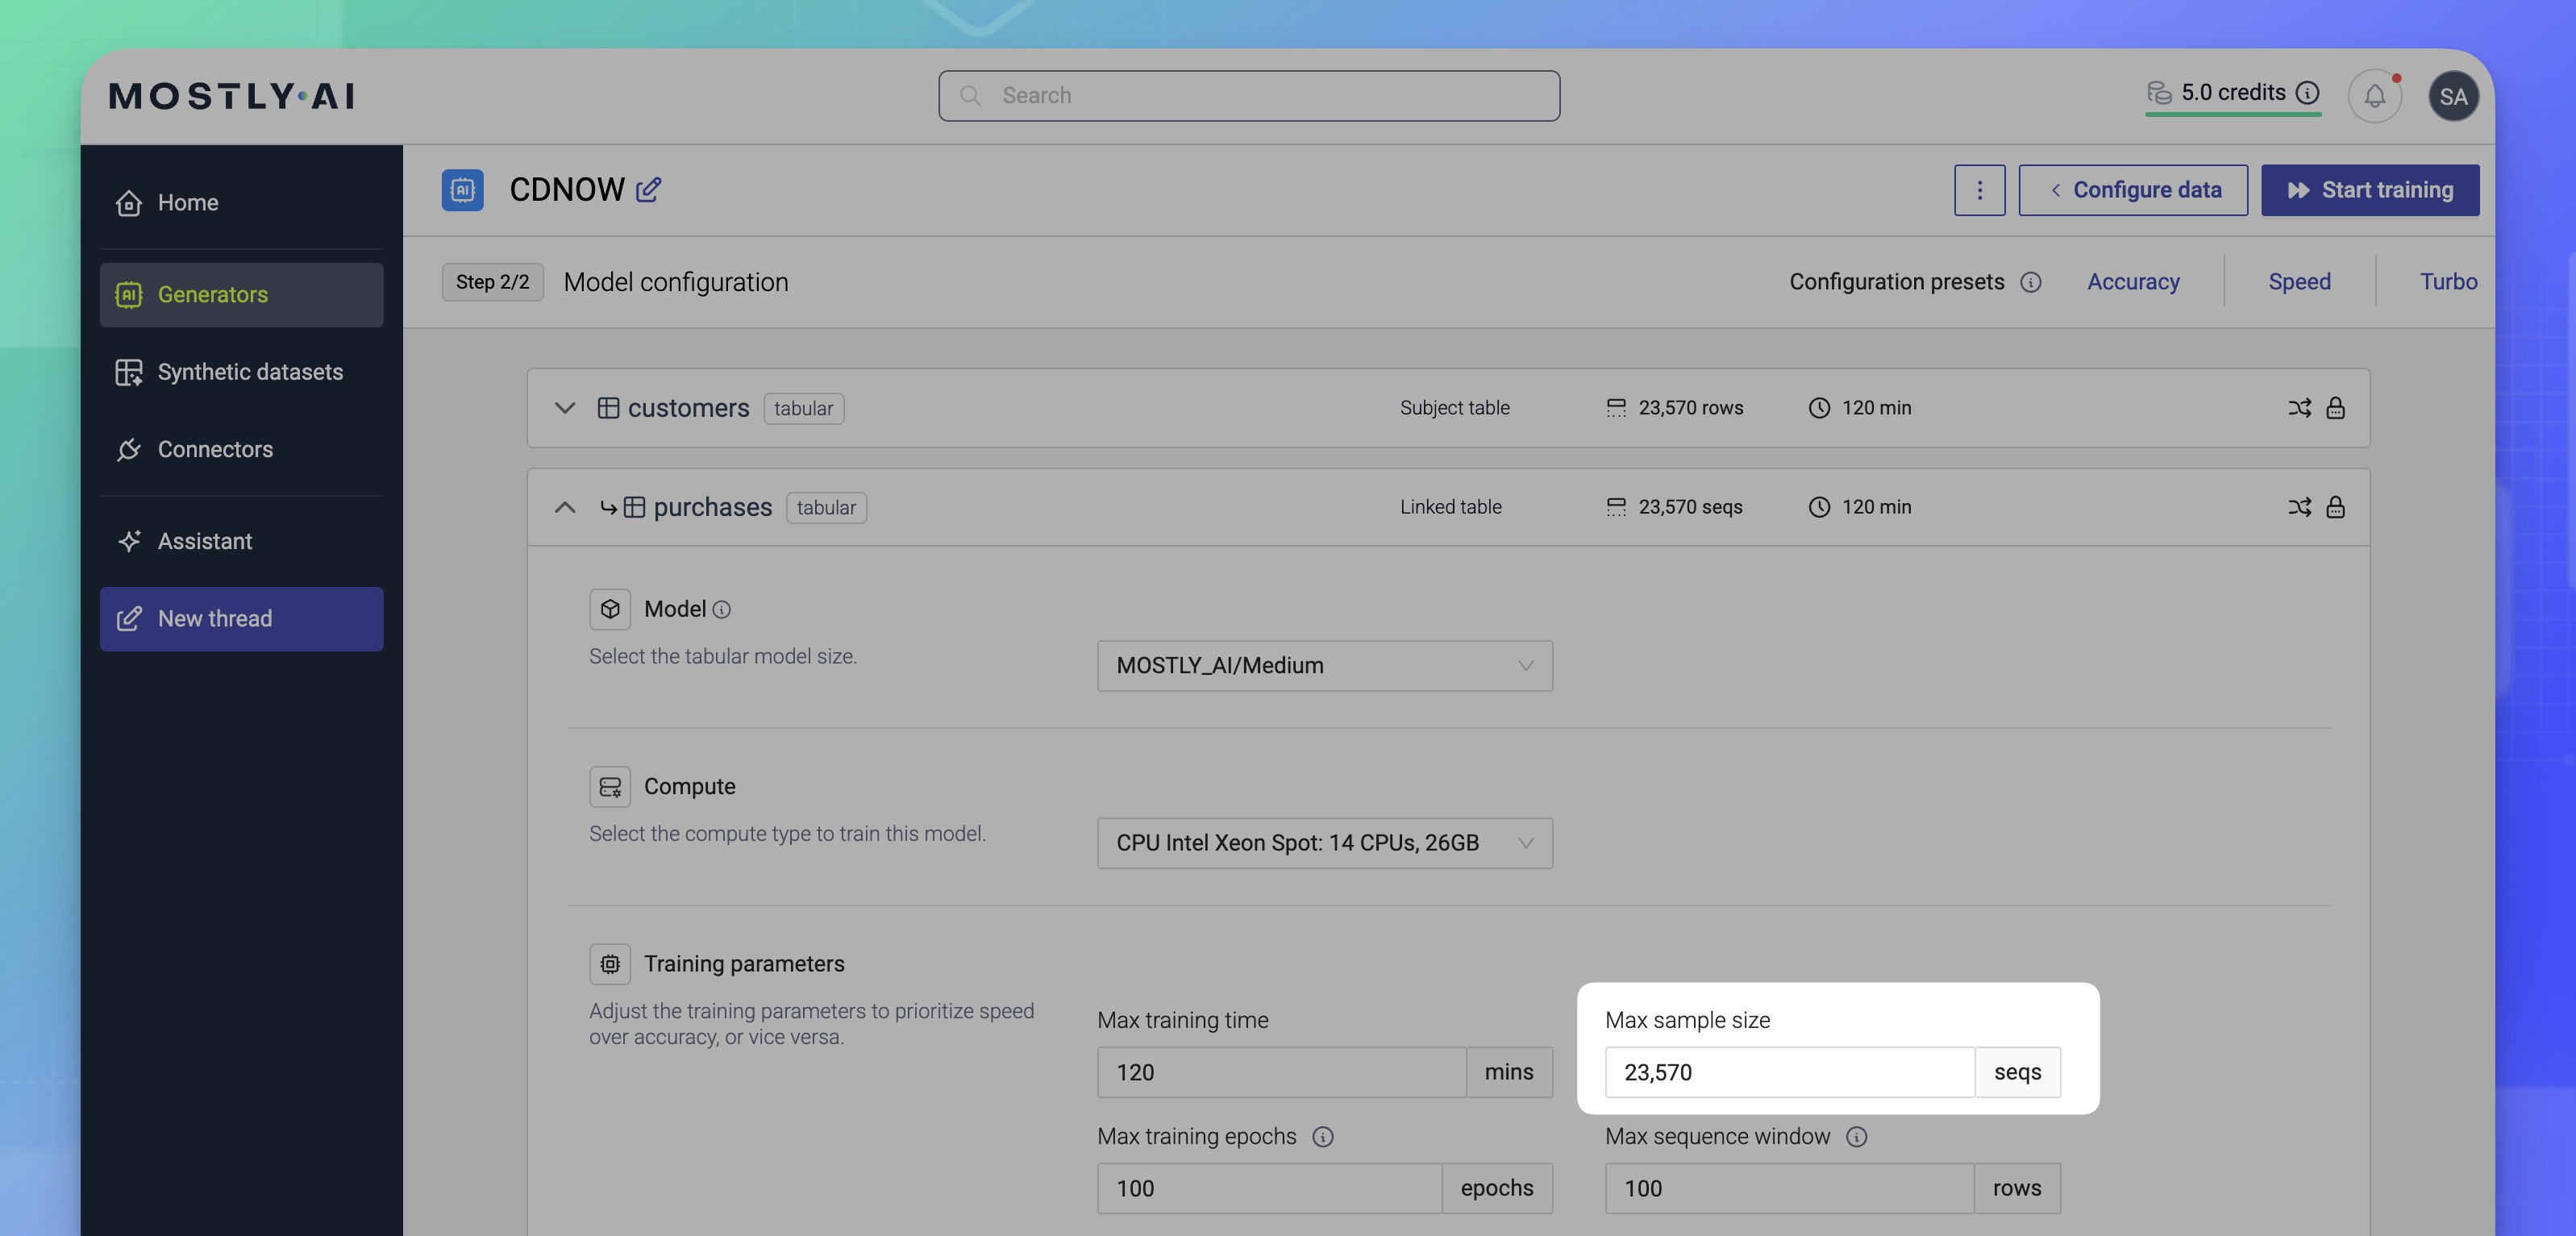 MOSTLY AI
Search
5.0 credits
SA
Home
Generators
Synthetic datasets
Connectors
Assistant
New thread
CDNOW
Configure data
Start training
Step 2/2
Model configuration
Configuration presets
Accuracy
Speed
Turbo
customers
tabular
Subject table
23,570 rows
120 min
purchases
tabular
Linked table
23,570 seqs
120 min
Model
Select the tabular model size.
MOSTLY_AI/Medium
Compute
Select the compute type to train this model.
CPU Intel Xeon Spot: 14 CPUs, 26GB
Training parameters
Adjust the training parameters to prioritize speed
over accuracy, or vice versa.
Max training time
120
mins
Max sample size
23,570
seqs
Max training epochs
100
epochs
Max sequence window
100
rows